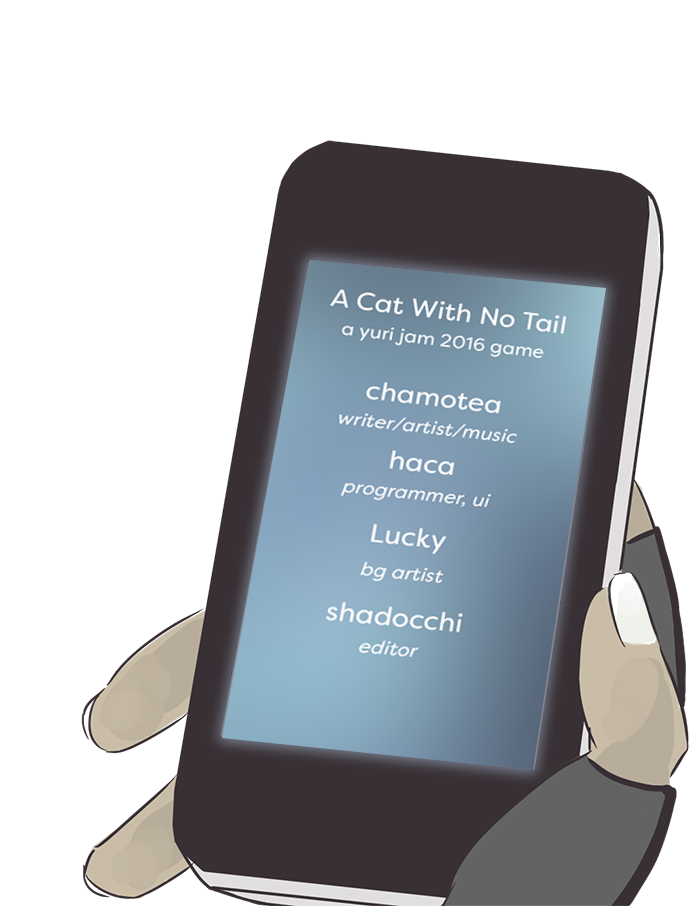 A Cat With No Tail
a yuri jam 2016 game
chamotea
writer/artist/music
haca
programmer, ui
Lucky
bg artist
shadocchi
editor